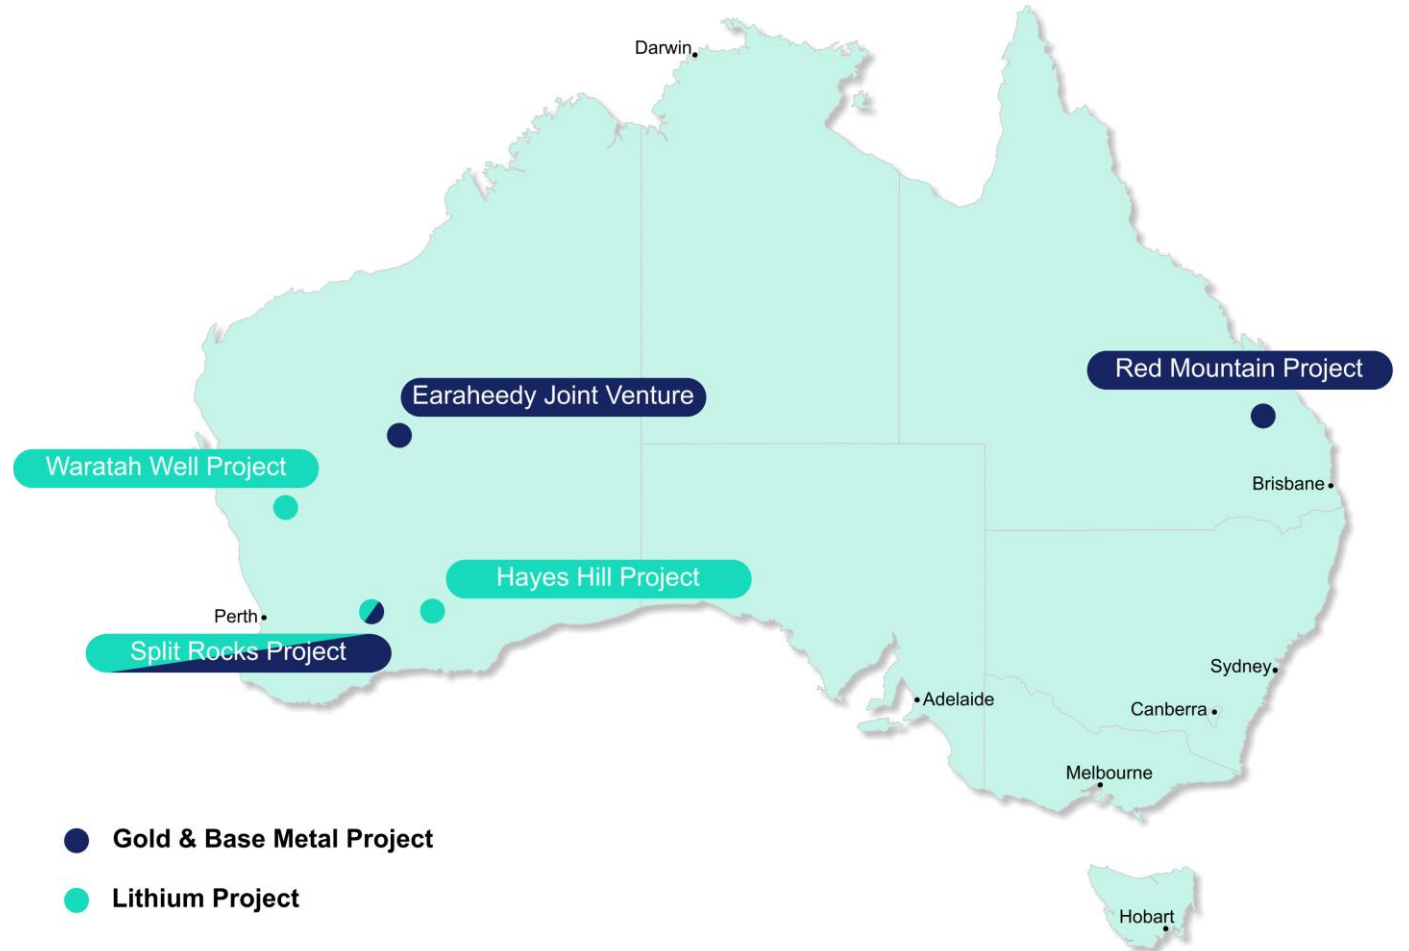 Darwin
Red Mountain Project
Earaheedy Joint Venture
Waratah Well Project
Brisbane
Hayes Hill Project
Perth
Split Rocks Project
Sydney
Adelaide
Canberra
Melbourne
Gold & Base Metal Project
Lithium Project
Hobart